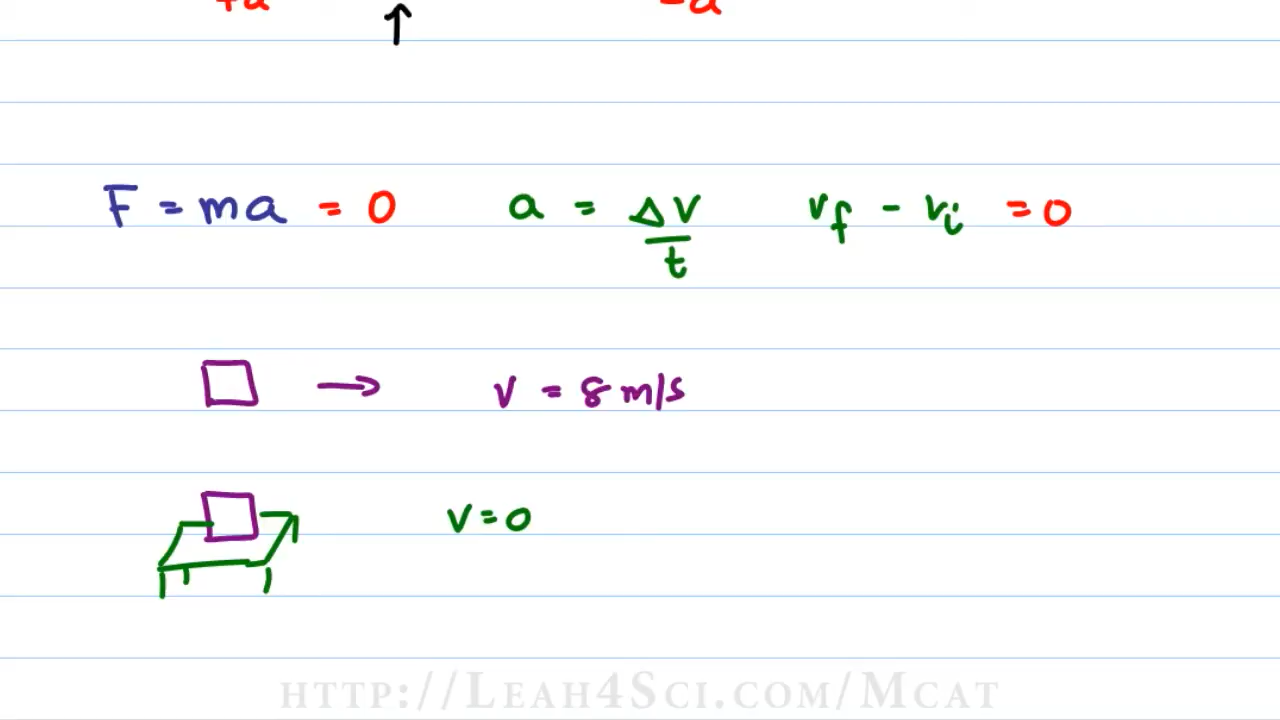 +a -a
F = ma = 0 a = ΔV/t vf - vi = 0
v = 8 m/s
v = 0
HTTP://LEAH4SCI.COM/MCAT